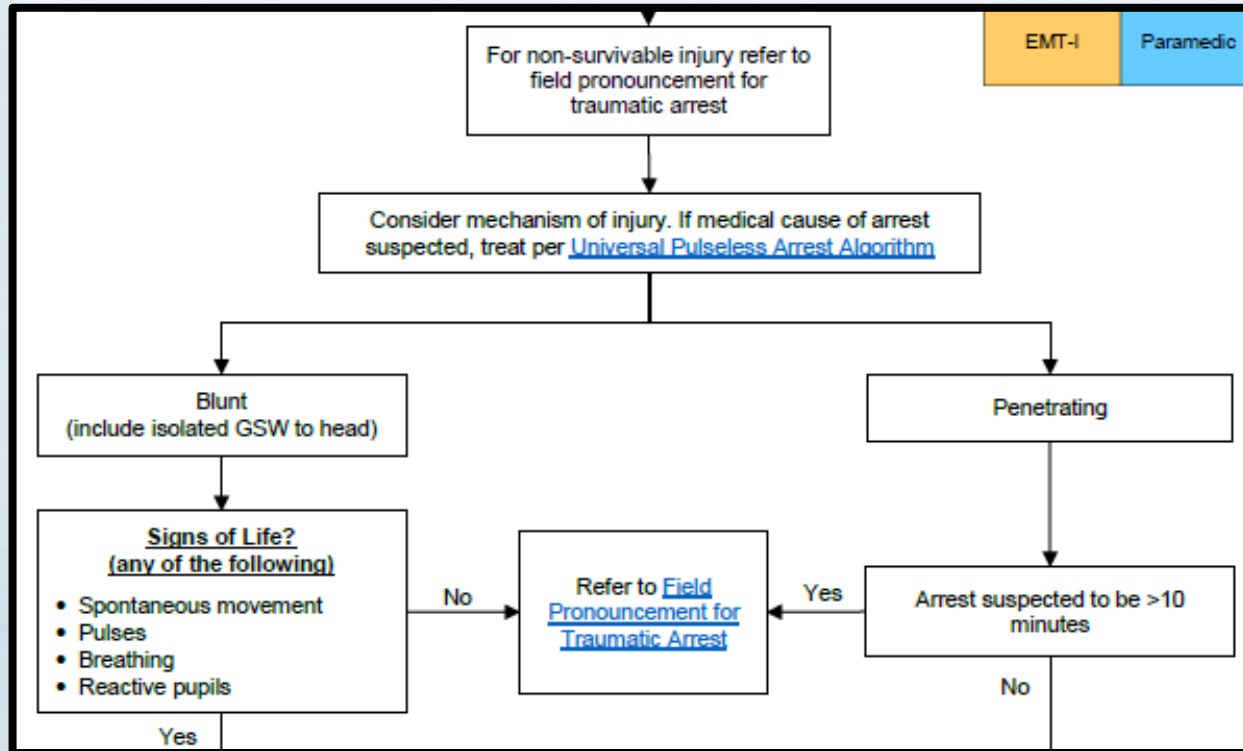 For non-survivable injury refer to
field pronouncement for
traumatic arrest
EMT-I
Paramedic
Consider mechanism of injury. If medical cause of arrest
suspected, treat per Universal Pulseless Arrest Algorithm
Blunt
(include isolated GSW to head)
Penetrating
Signs of Life?
(any of the following)
• Spontaneous movement
• Pulses
• Breathing
• Reactive pupils
No
Refer to Field
Pronouncement for
Traumatic Arrest
Yes
Arrest suspected to be >10
minutes
Yes
No